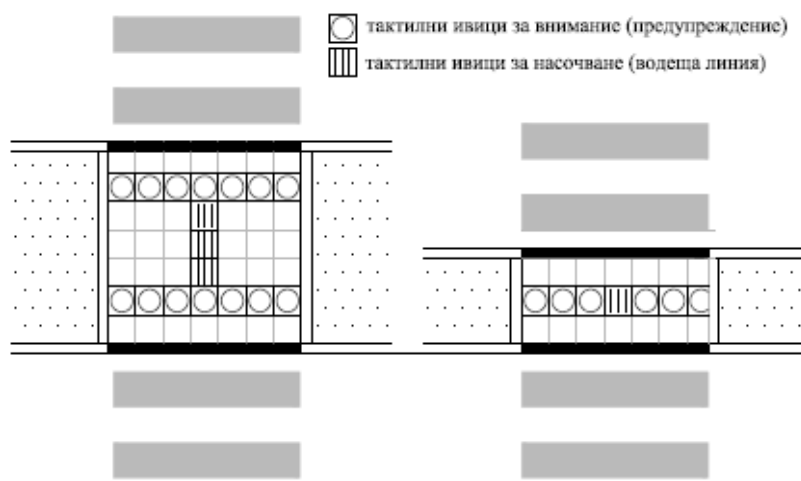 тактилни ивици за внимание (предупреждение)
тактилни ивици за насочване (водеща линия)